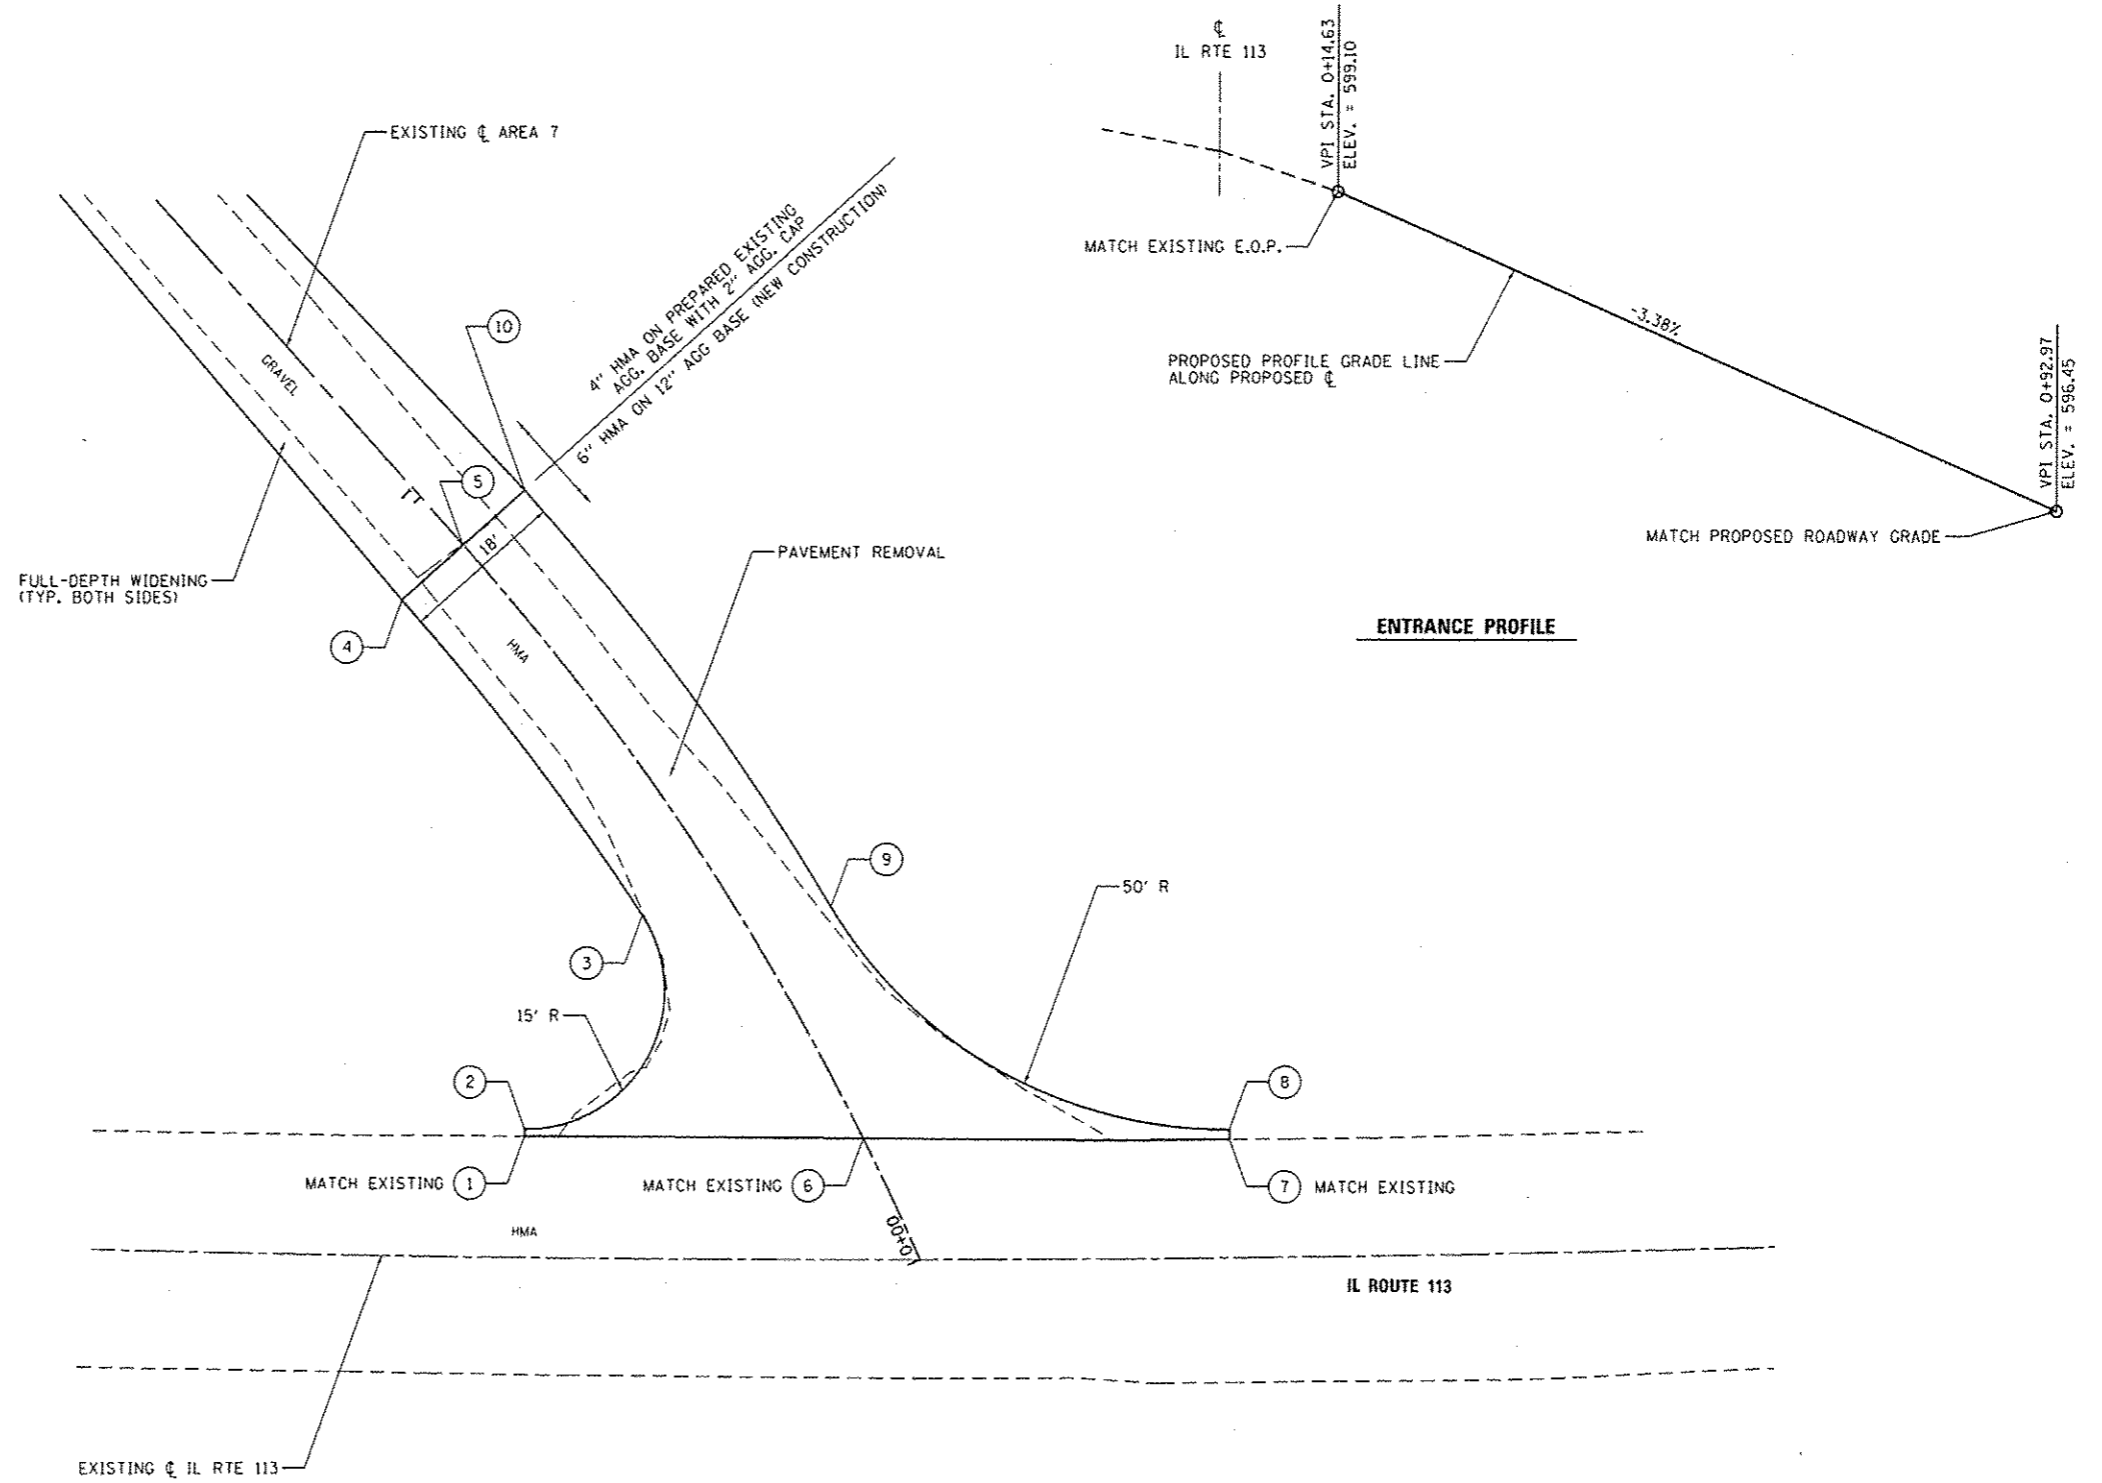 ℄
IL RTE 113
VPI STA. 0+14.63
ELEV. = 599.10
EXISTING ℄ AREA 7
MATCH EXISTING E.O.P.
-3.38%
PROPOSED PROFILE GRADE LINE
ALONG PROPOSED ℄
VPI STA. 0+92.97
ELEV. = 596.45
MATCH PROPOSED ROADWAY GRADE
ENTRANCE PROFILE
4" HMA ON PREPARED EXISTING
AGG. BASE WITH 2" AGG. CAP
6" HMA ON 12" AGG BASE (NEW CONSTRUCTION)
10
GRAVEL
5
18'
PAVEMENT REMOVAL
FULL-DEPTH WIDENING
(TYP. BOTH SIDES)
4
HMA
9
50' R
3
15' R
2
8
MATCH EXISTING 1
MATCH EXISTING 6
7 MATCH EXISTING
0+00
HMA
IL ROUTE 113
EXISTING ℄ IL RTE 113